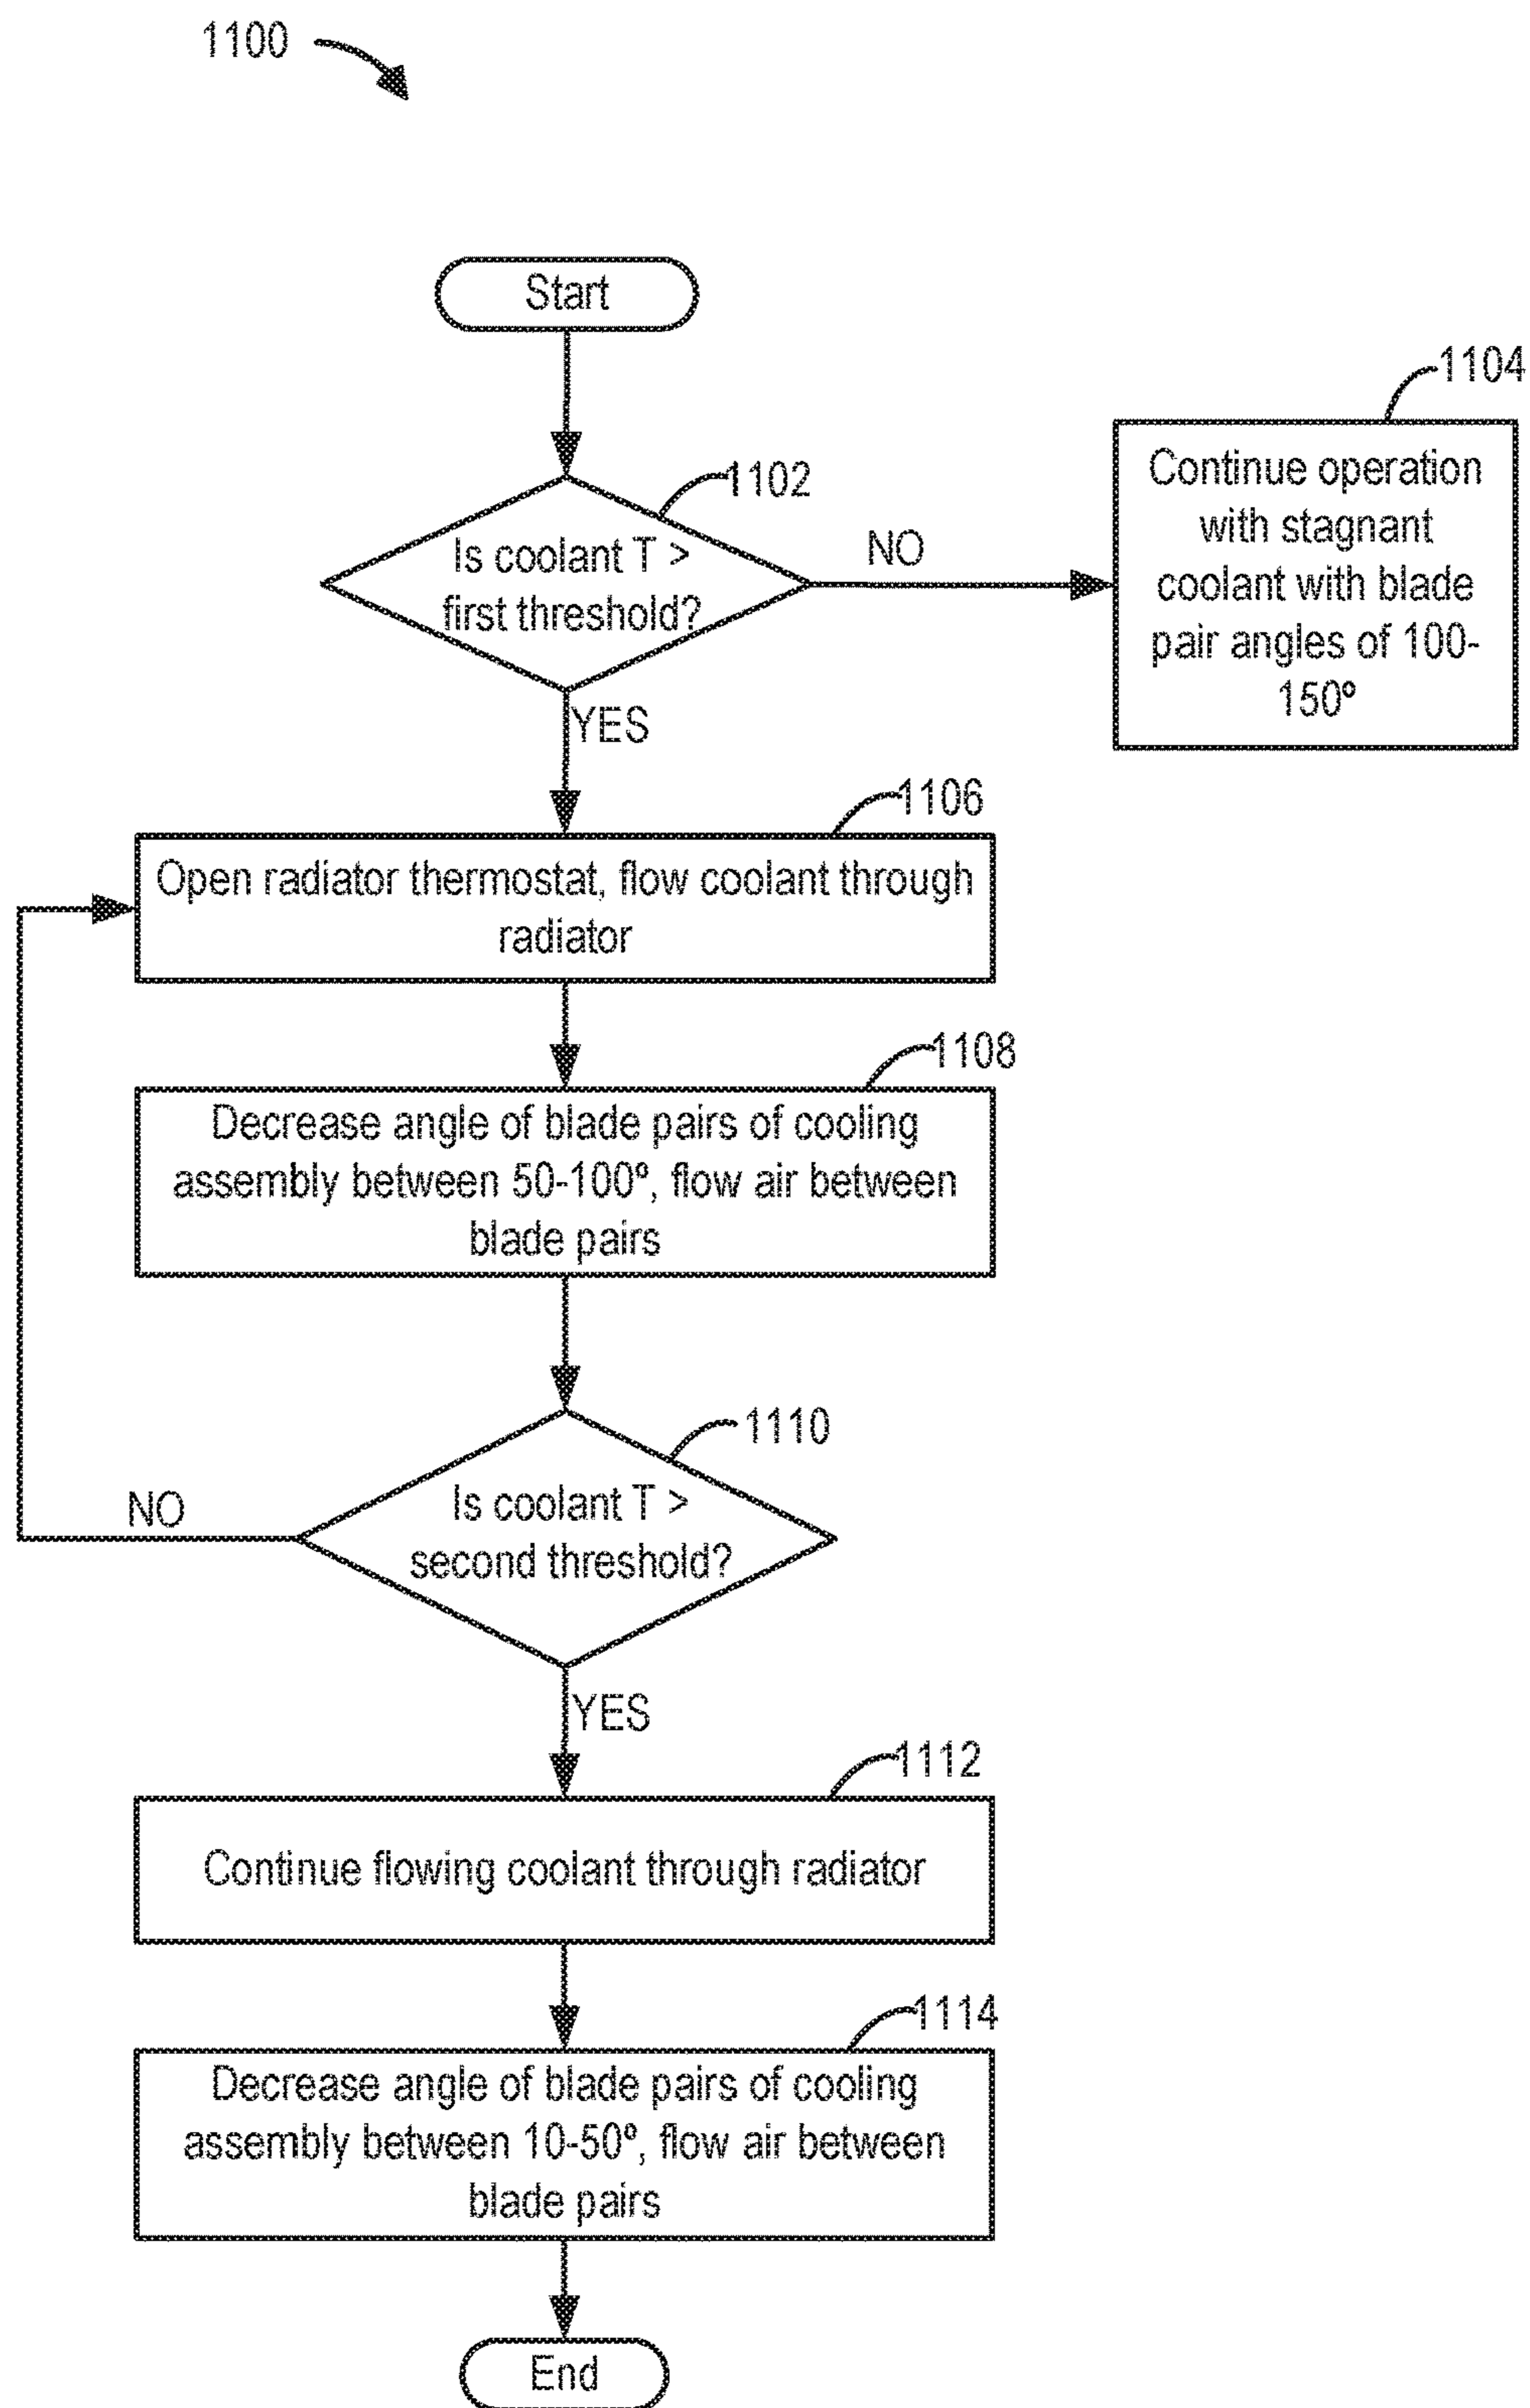 1100
Start
1102
Is coolant T >
first threshold?
NO
1104
Continue operation
with stagnant
coolant with blade
pair angles of 100-
150º
YES
1106
Open radiator thermostat, flow coolant through
radiator
1108
Decrease angle of blade pairs of cooling
assembly between 50-100º, flow air between
blade pairs
1110
Is coolant T >
second threshold?
NO
YES
1112
Continue flowing coolant through radiator
1114
Decrease angle of blade pairs of cooling
assembly between 10-50º, flow air between
blade pairs
End